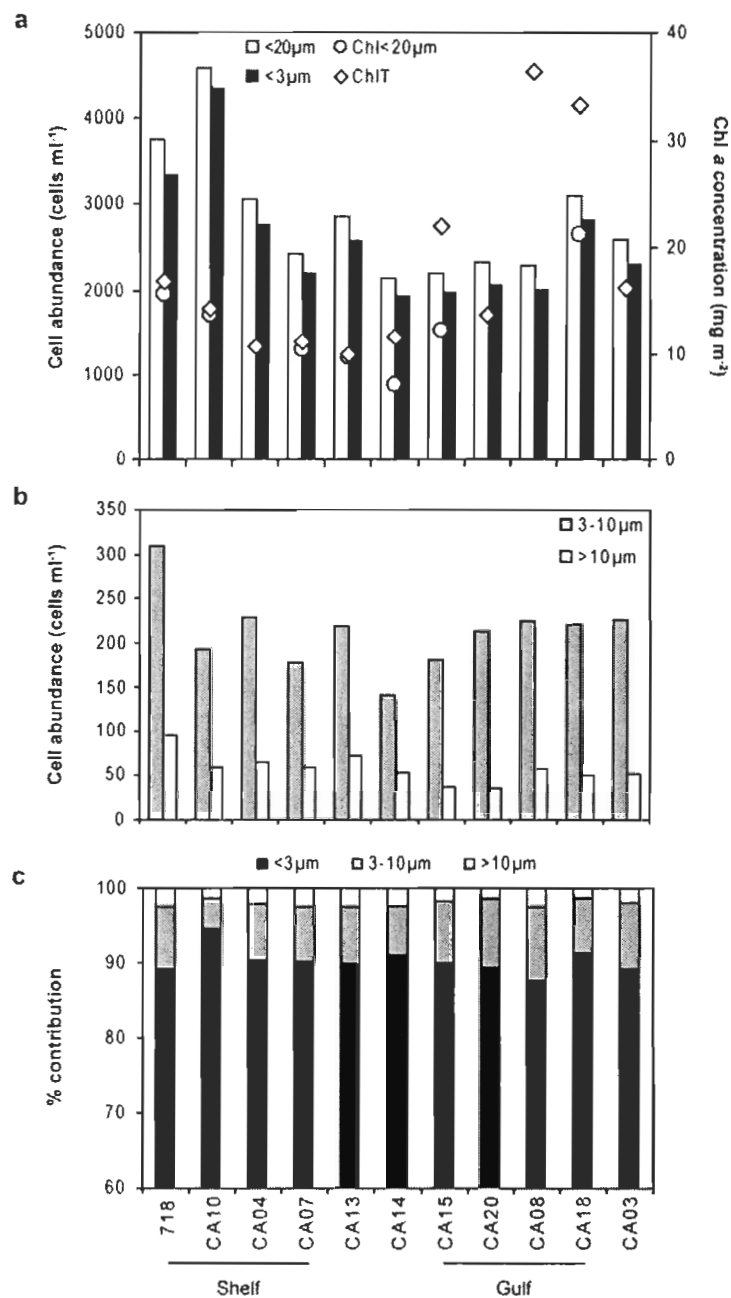 a
5000
4000
3000
2000
1000
0
Cell abundance (cells ml⁻¹)
<20µm Chl<20µm
<3µm ChlT
40
30
20
10
0
Chl a concentration (mg m⁻²)
b
350
300
250
200
150
100
50
0
Cell abundance (cells ml⁻¹)
3-10µm
>10µm
c
<3µm 3-10µm >10µm
100
90
80
70
60
% contribution
718 CA10 CA04 CA07 CA13 CA14 CA15 CA20 CA08 CA18 CA03
Shelf Gulf